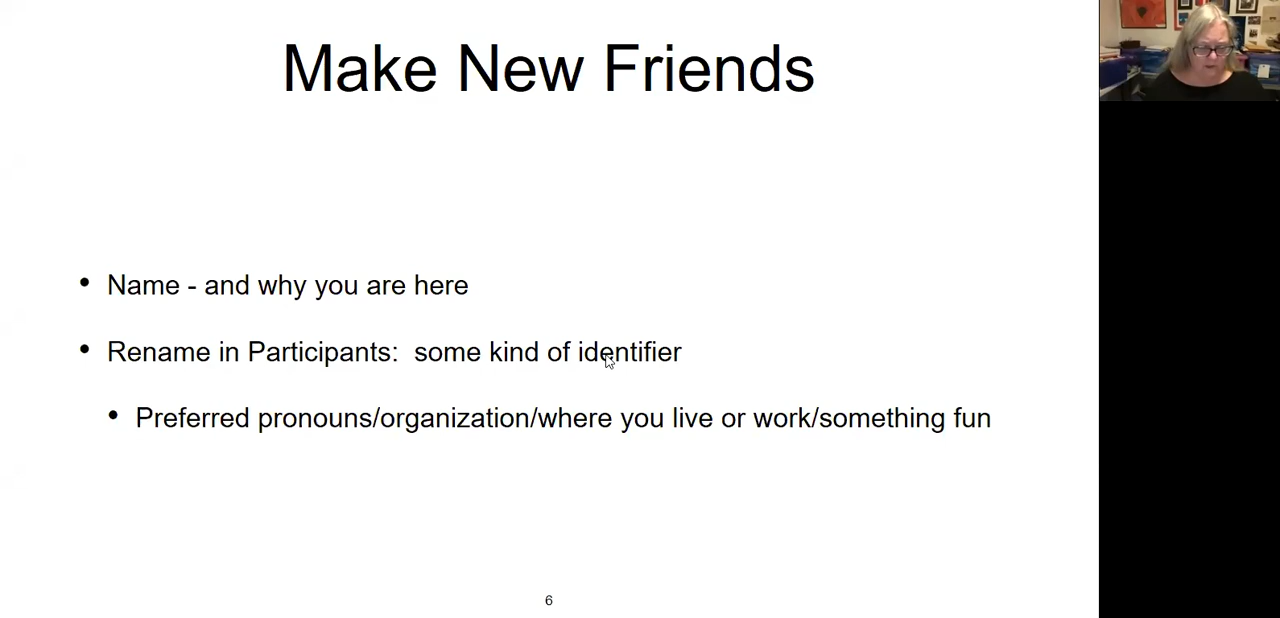 Make New Friends
• Name - and why you are here
• Rename in Participants:  some kind of identifier
• Preferred pronouns/organization/where you live or work/something fun
6